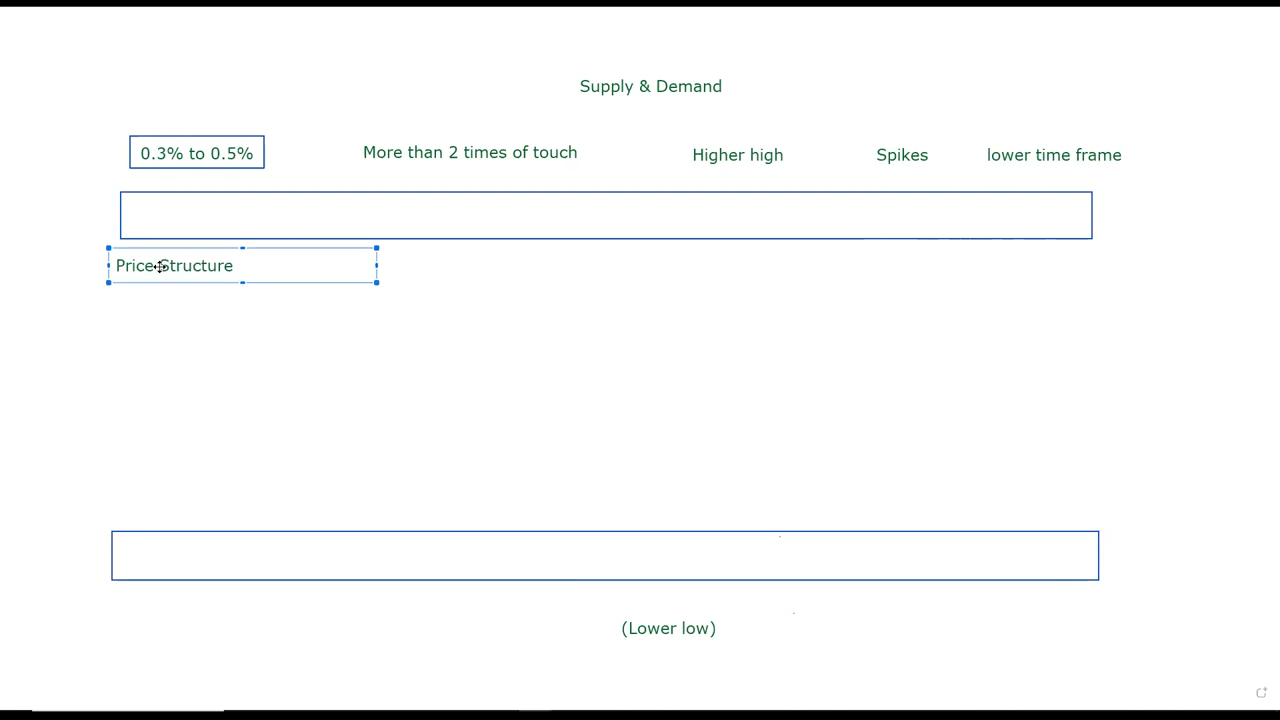 Supply & Demand
0.3% to 0.5%
More than 2 times of touch
Higher high
Spikes
lower time frame
Price Structure
(Lower low)